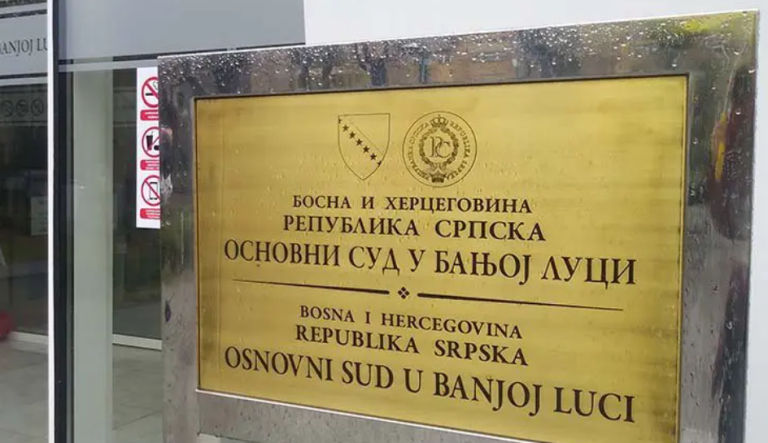 БОСНА И ХЕРЦЕГОВИНА
РЕПУБЛИКА СРПСКА
ОСНОВНИ СУД У БАЊОЈ ЛУЦИ
BOSNA I HERCEGOVINA
REPUBLIKA SRPSKA
OSNOVNI SUD U BANJOJ LUCI